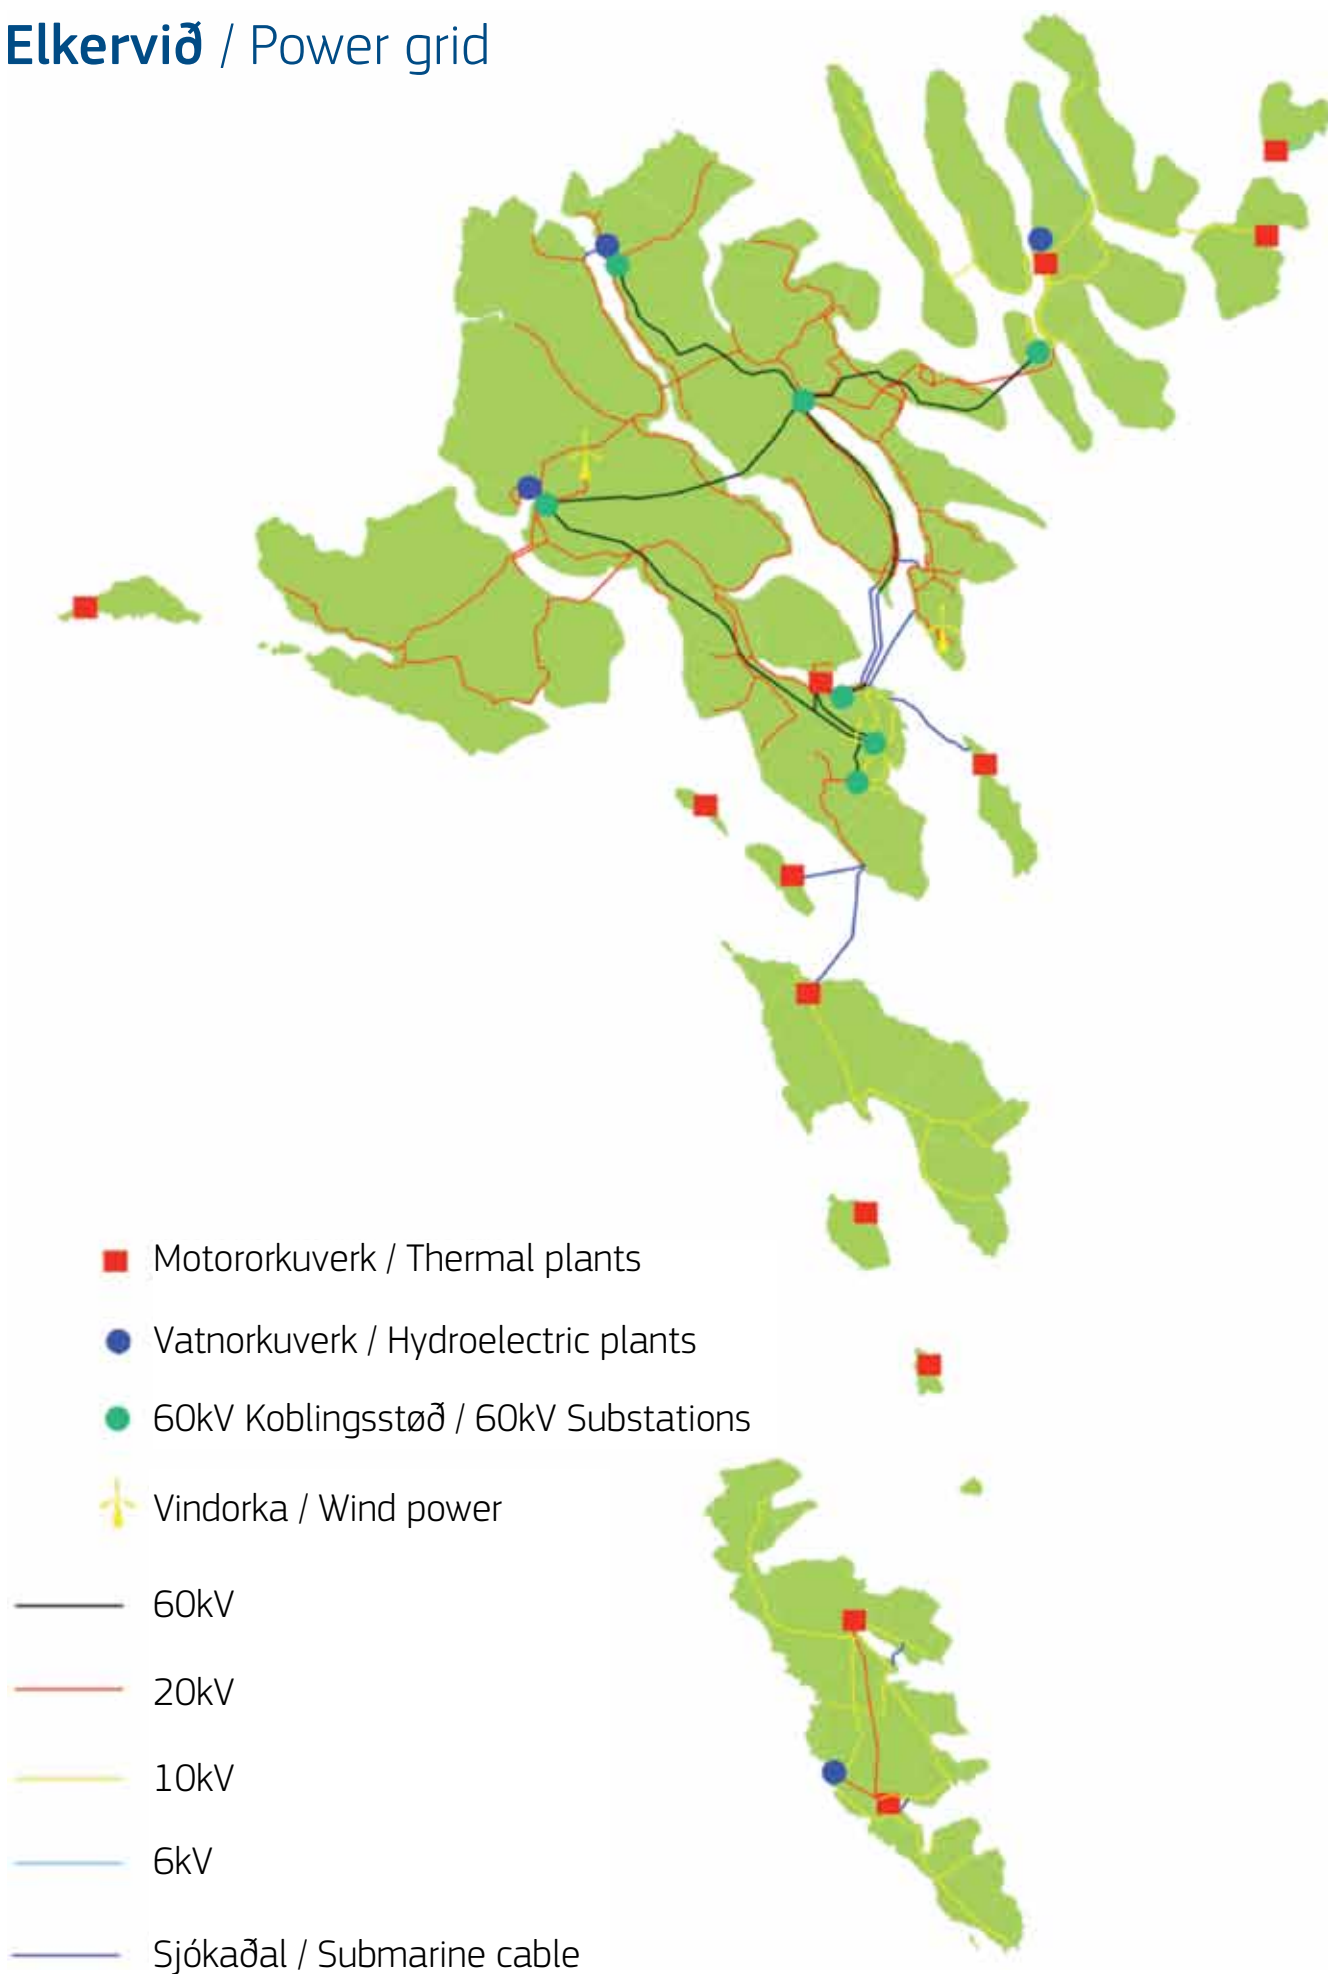 Elkervið / Power grid
Motororkuverk / Thermal plants
Vatnorkuverk / Hydroelectric plants
60kV Koblingsstøð / 60kV Substations
Vindorka / Wind power
60kV
20kV
10kV
6kV
Sjókaðal / Submarine cable